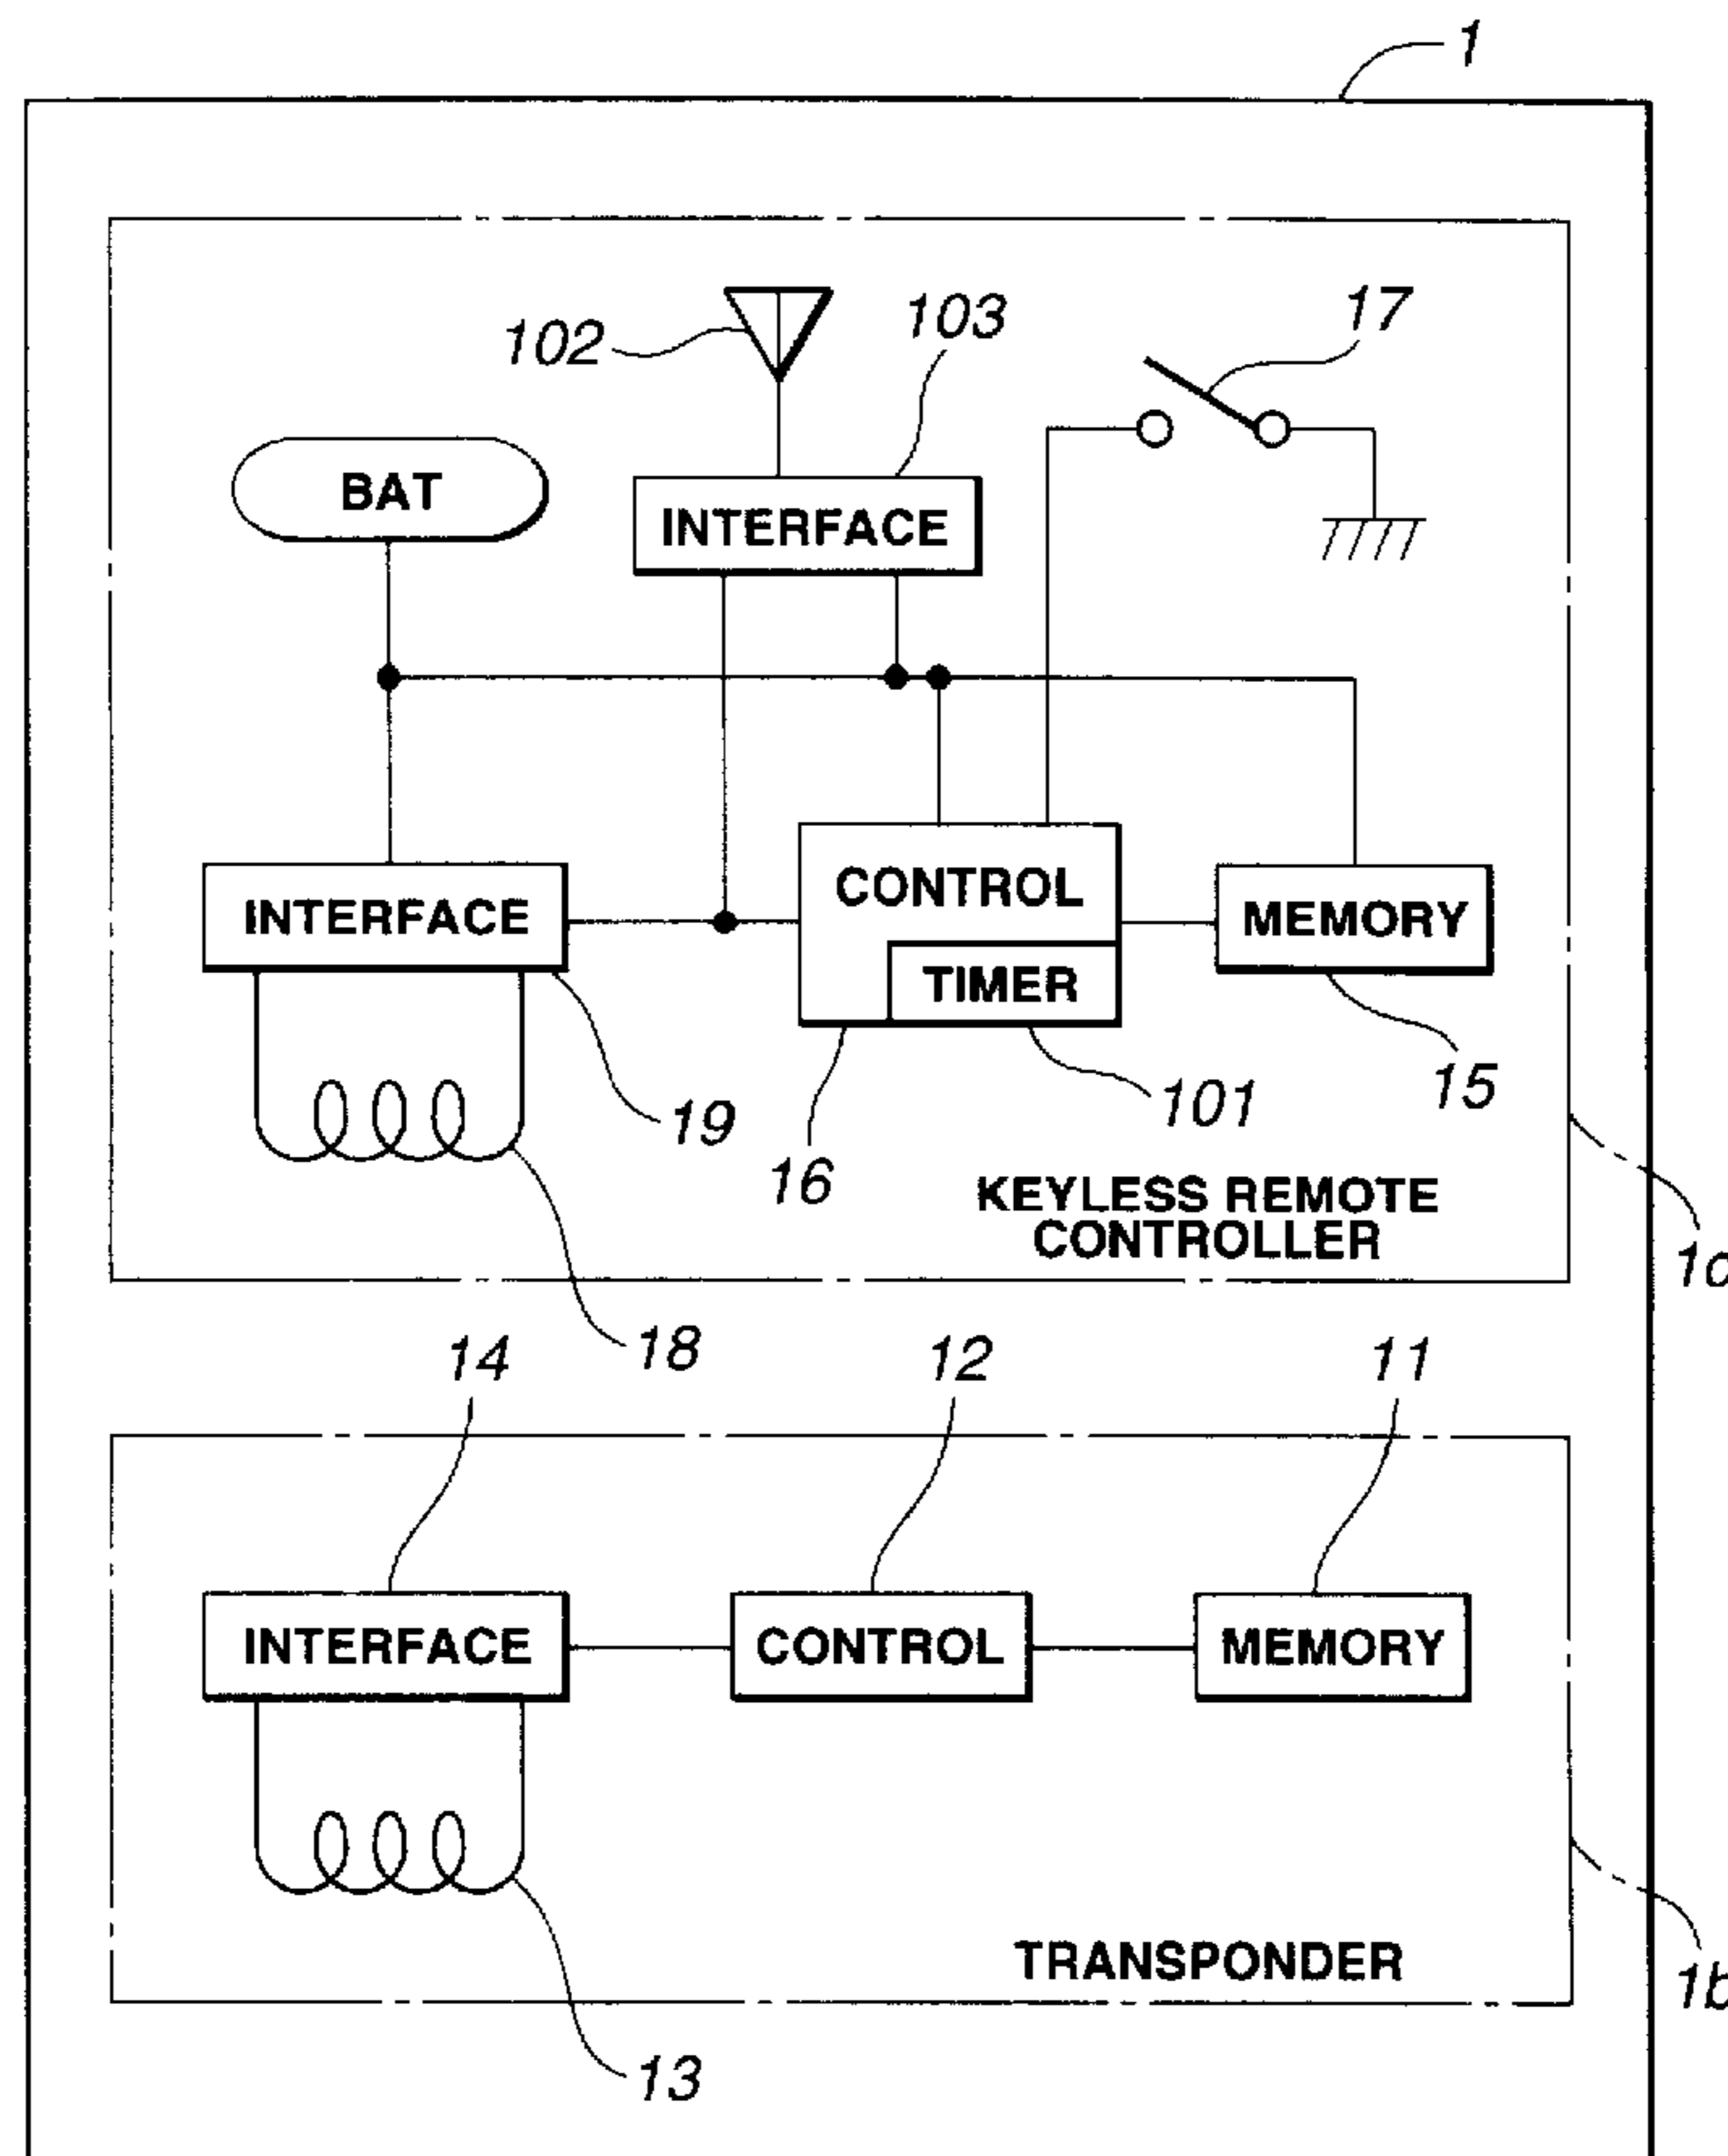 1
102
103
17
BAT
INTERFACE
INTERFACE
CONTROL
MEMORY
TIMER
19
16
101
15
KEYLESS REMOTE
CONTROLLER
18
14
12
11
INTERFACE
CONTROL
MEMORY
TRANSPONDER
1b
13